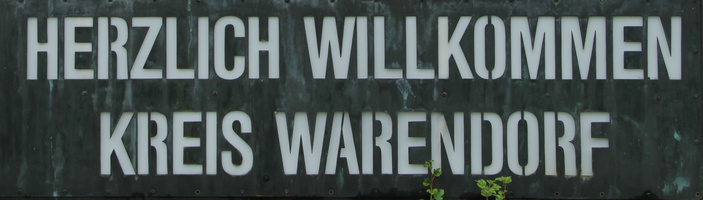 HERZLICH WILLKOMMEN
KREIS WARENDORF